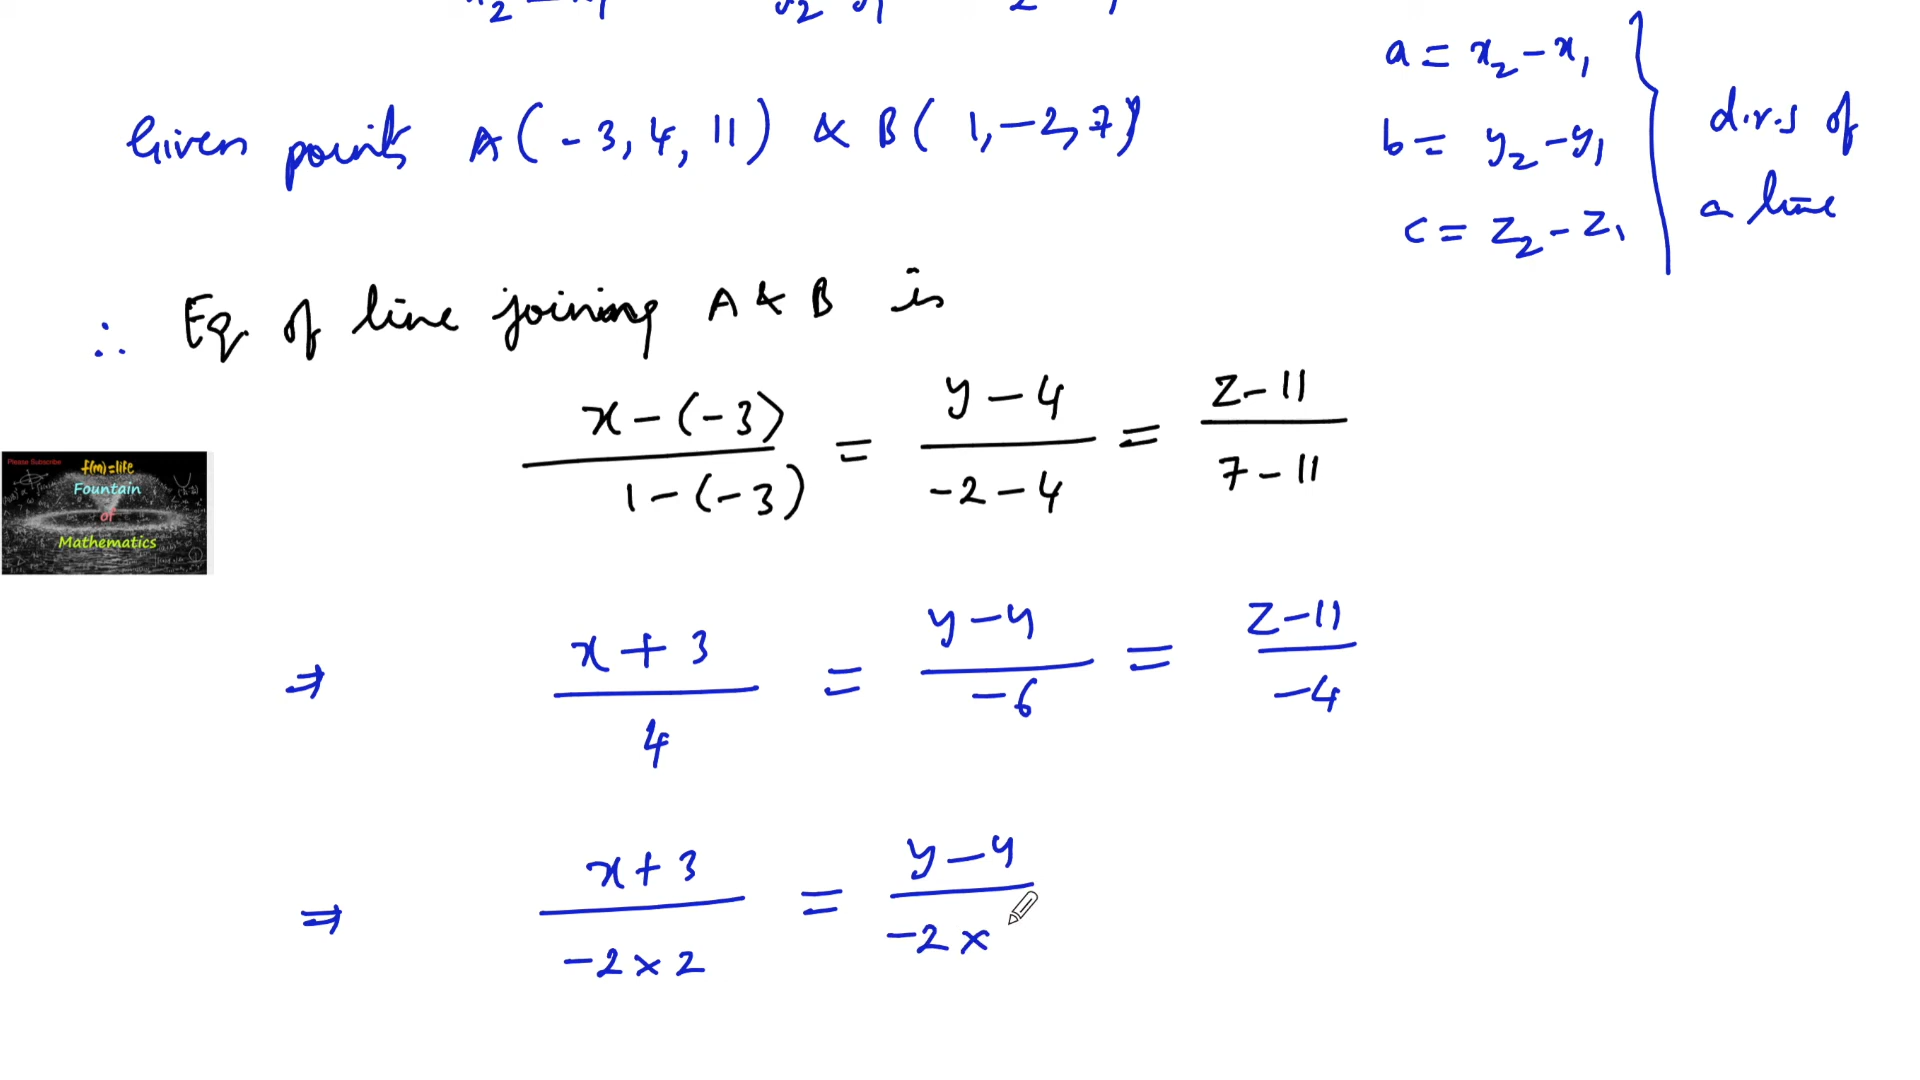 a = x₂ - x₁
b = y₂ - y₁
c = z₂ - z₁
d.r.s of
a line
Given points A(-3, 4, 11) & B(1, -2, 7)
∴ Eq. of line joining A & B is
(x - (-3))/(1 - (-3)) = (y - 4)/(-2 - 4) = (z - 11)/(7 - 11)
Please Subscribe
f(m)=life
Fountain
of
Mathematics
⇒ (x + 3)/4 = (y - 4)/(-6) = (z - 11)/(-4)
⇒ (x + 3)/(-2 × 2) = (y - 4)/(-2 ×